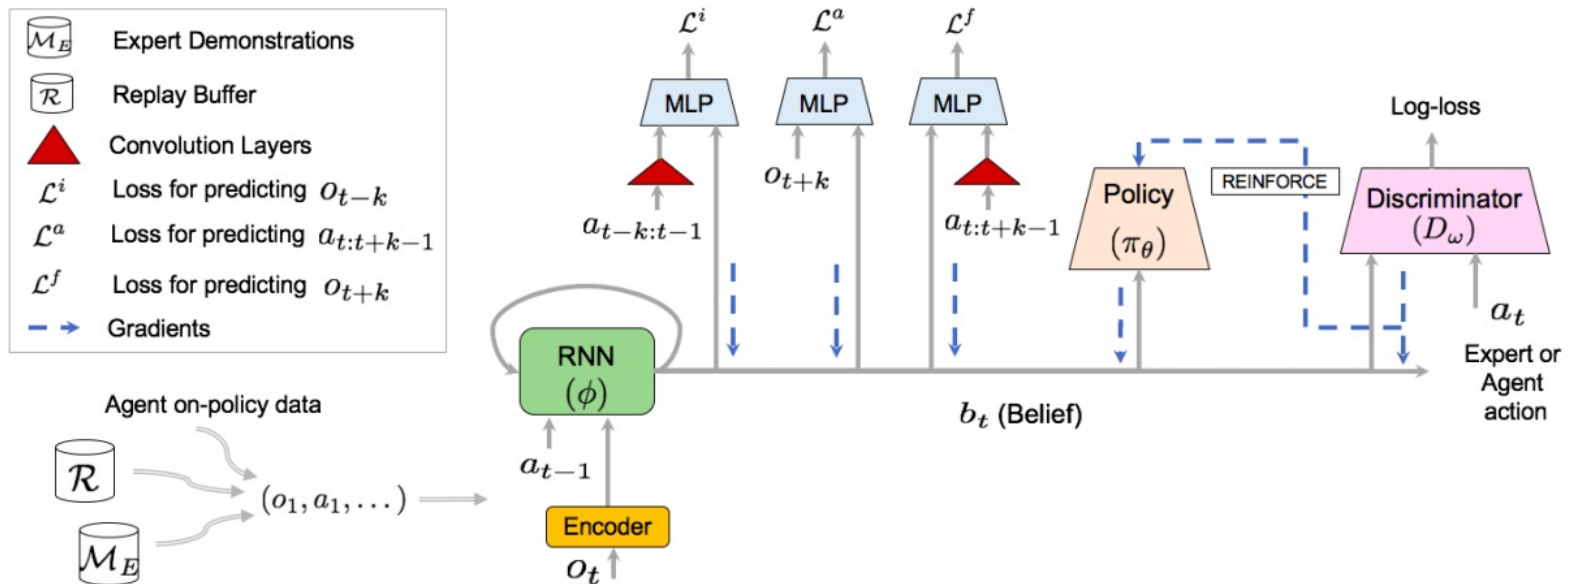 M_E Expert Demonstrations
R Replay Buffer
Convolution Layers
L^i Loss for predicting o_{t-k}
L^a Loss for predicting a_{t:t+k-1}
L^f Loss for predicting o_{t+k}
Gradients
L^i L^a L^f
MLP MLP MLP
o_{t+k}
a_{t-k:t-1} a_{t:t+k-1}
Log-loss
REINFORCE
Policy
(π_θ)
Discriminator
(D_ω)
a_t
Expert or
Agent
action
RNN
(ϕ)
b_t (Belief)
a_{t-1}
Encoder
o_t
Agent on-policy data
R
(o_1, a_1, . . . )
M_E